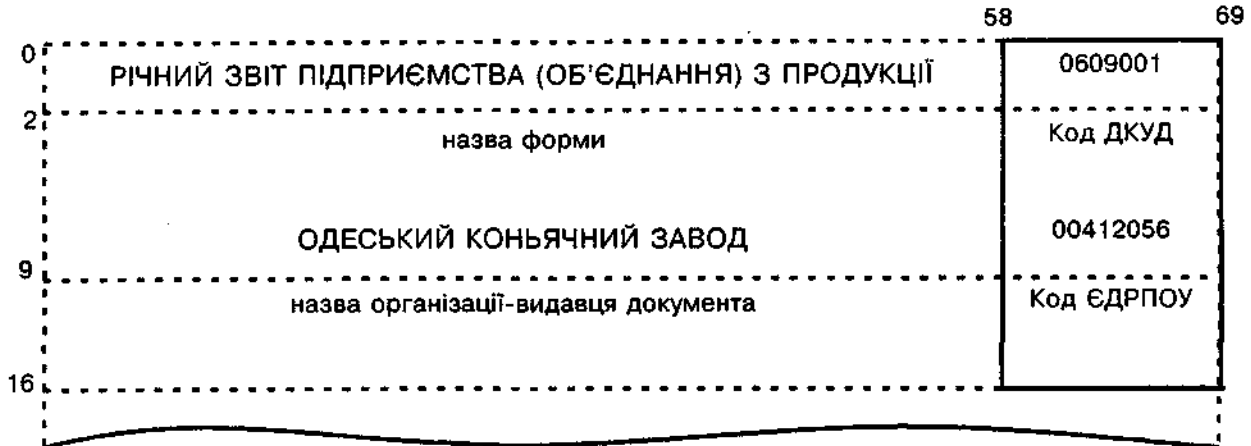 58 69
0 РІЧНИЙ ЗВІТ ПІДПРИЄМСТВА (ОБ'ЄДНАННЯ) З ПРОДУКЦІЇ 0609001
2
назва форми Код ДКУД
ОДЕСЬКИЙ КОНЬЯЧНИЙ ЗАВОД 00412056
9
назва організації-видавця документа Код ЄДРПОУ
16